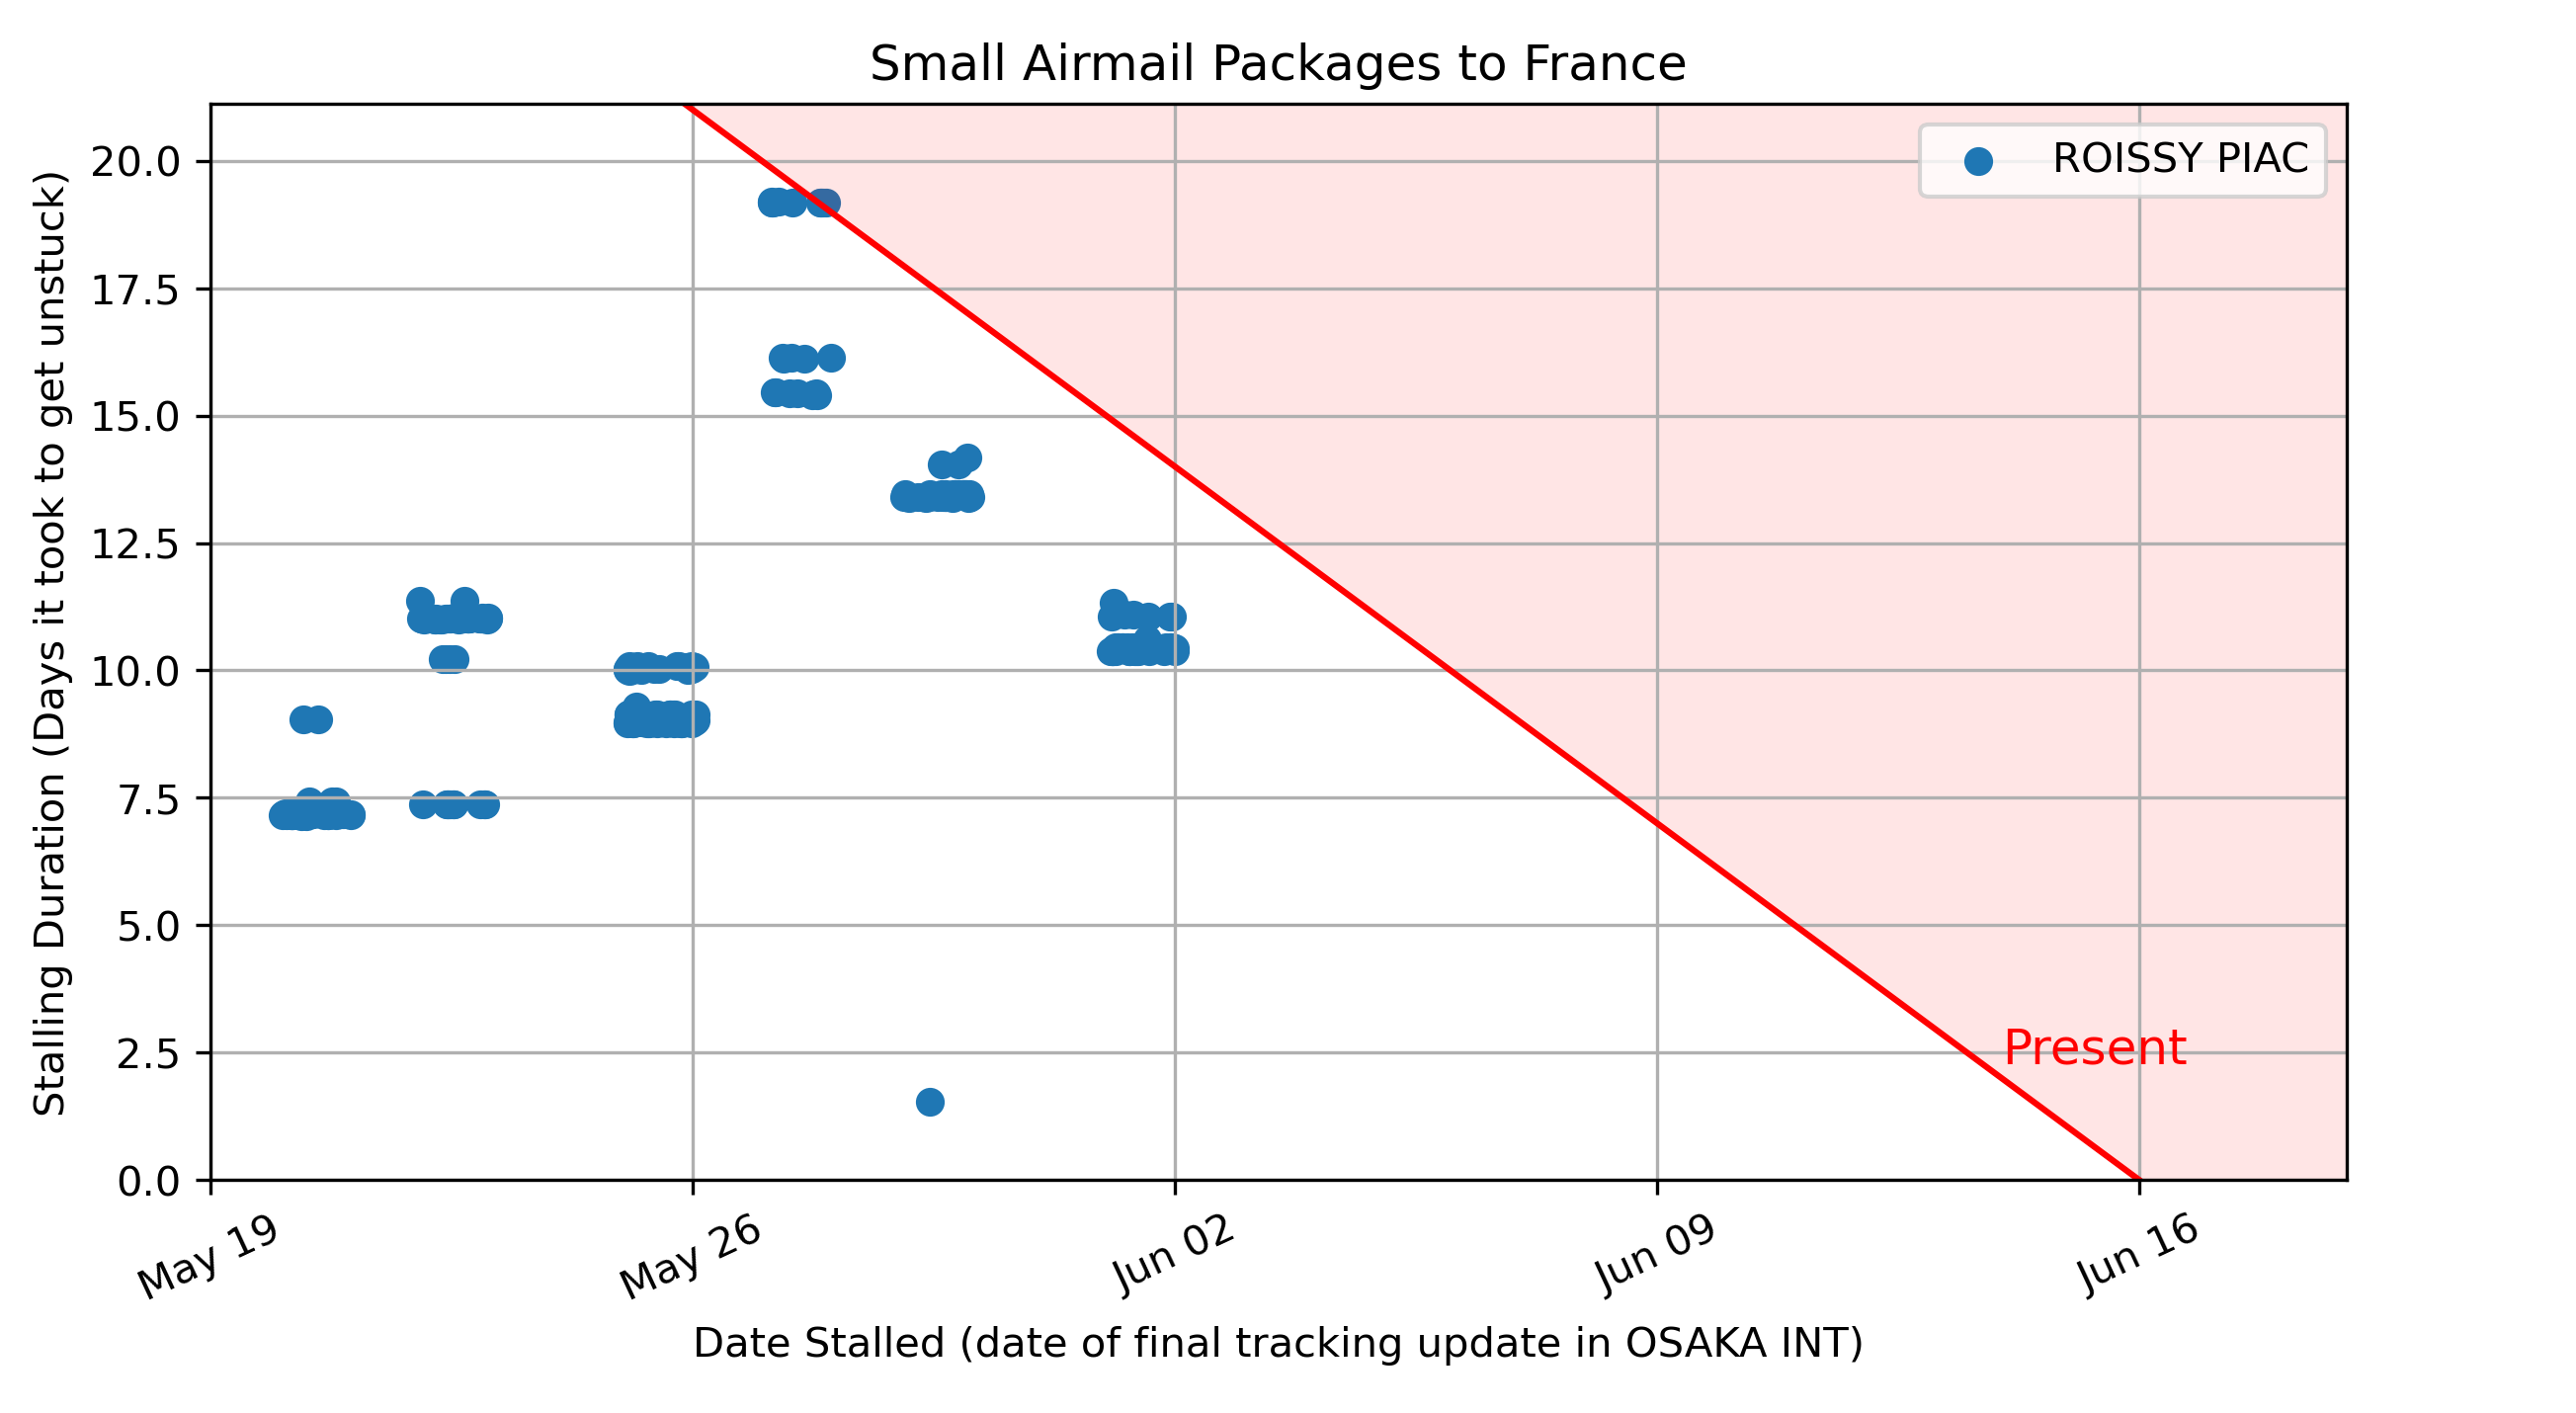 Small Airmail Packages to France
Stalling Duration (Days it took to get unstuck)
20.0
17.5
15.0
12.5
10.0
7.5
5.0
2.5
0.0
ROISSY PIAC
Present
May 19
May 26
Jun 02
Jun 09
Jun 16
Date Stalled (date of final tracking update in OSAKA INT)